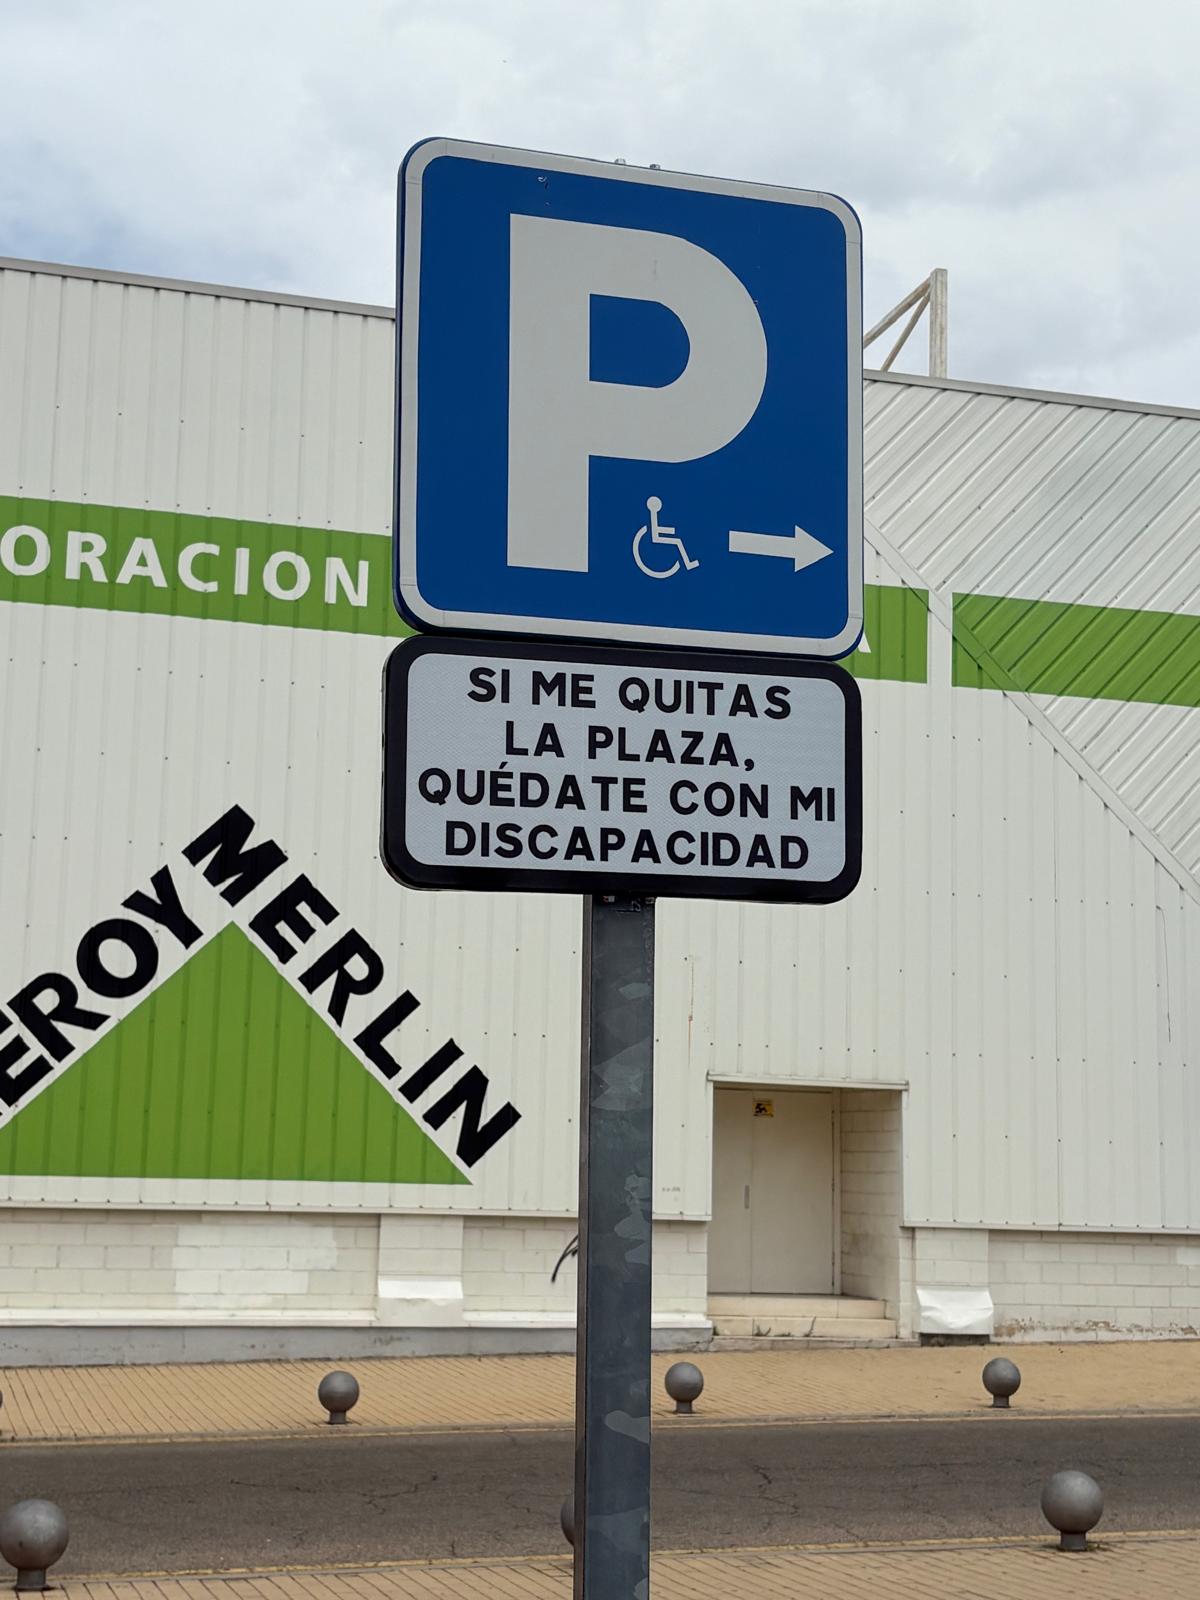 P
SI ME QUITAS
LA PLAZA,
QUÉDATE CON MI
DISCAPACIDAD
ORACION
EROY MERLIN